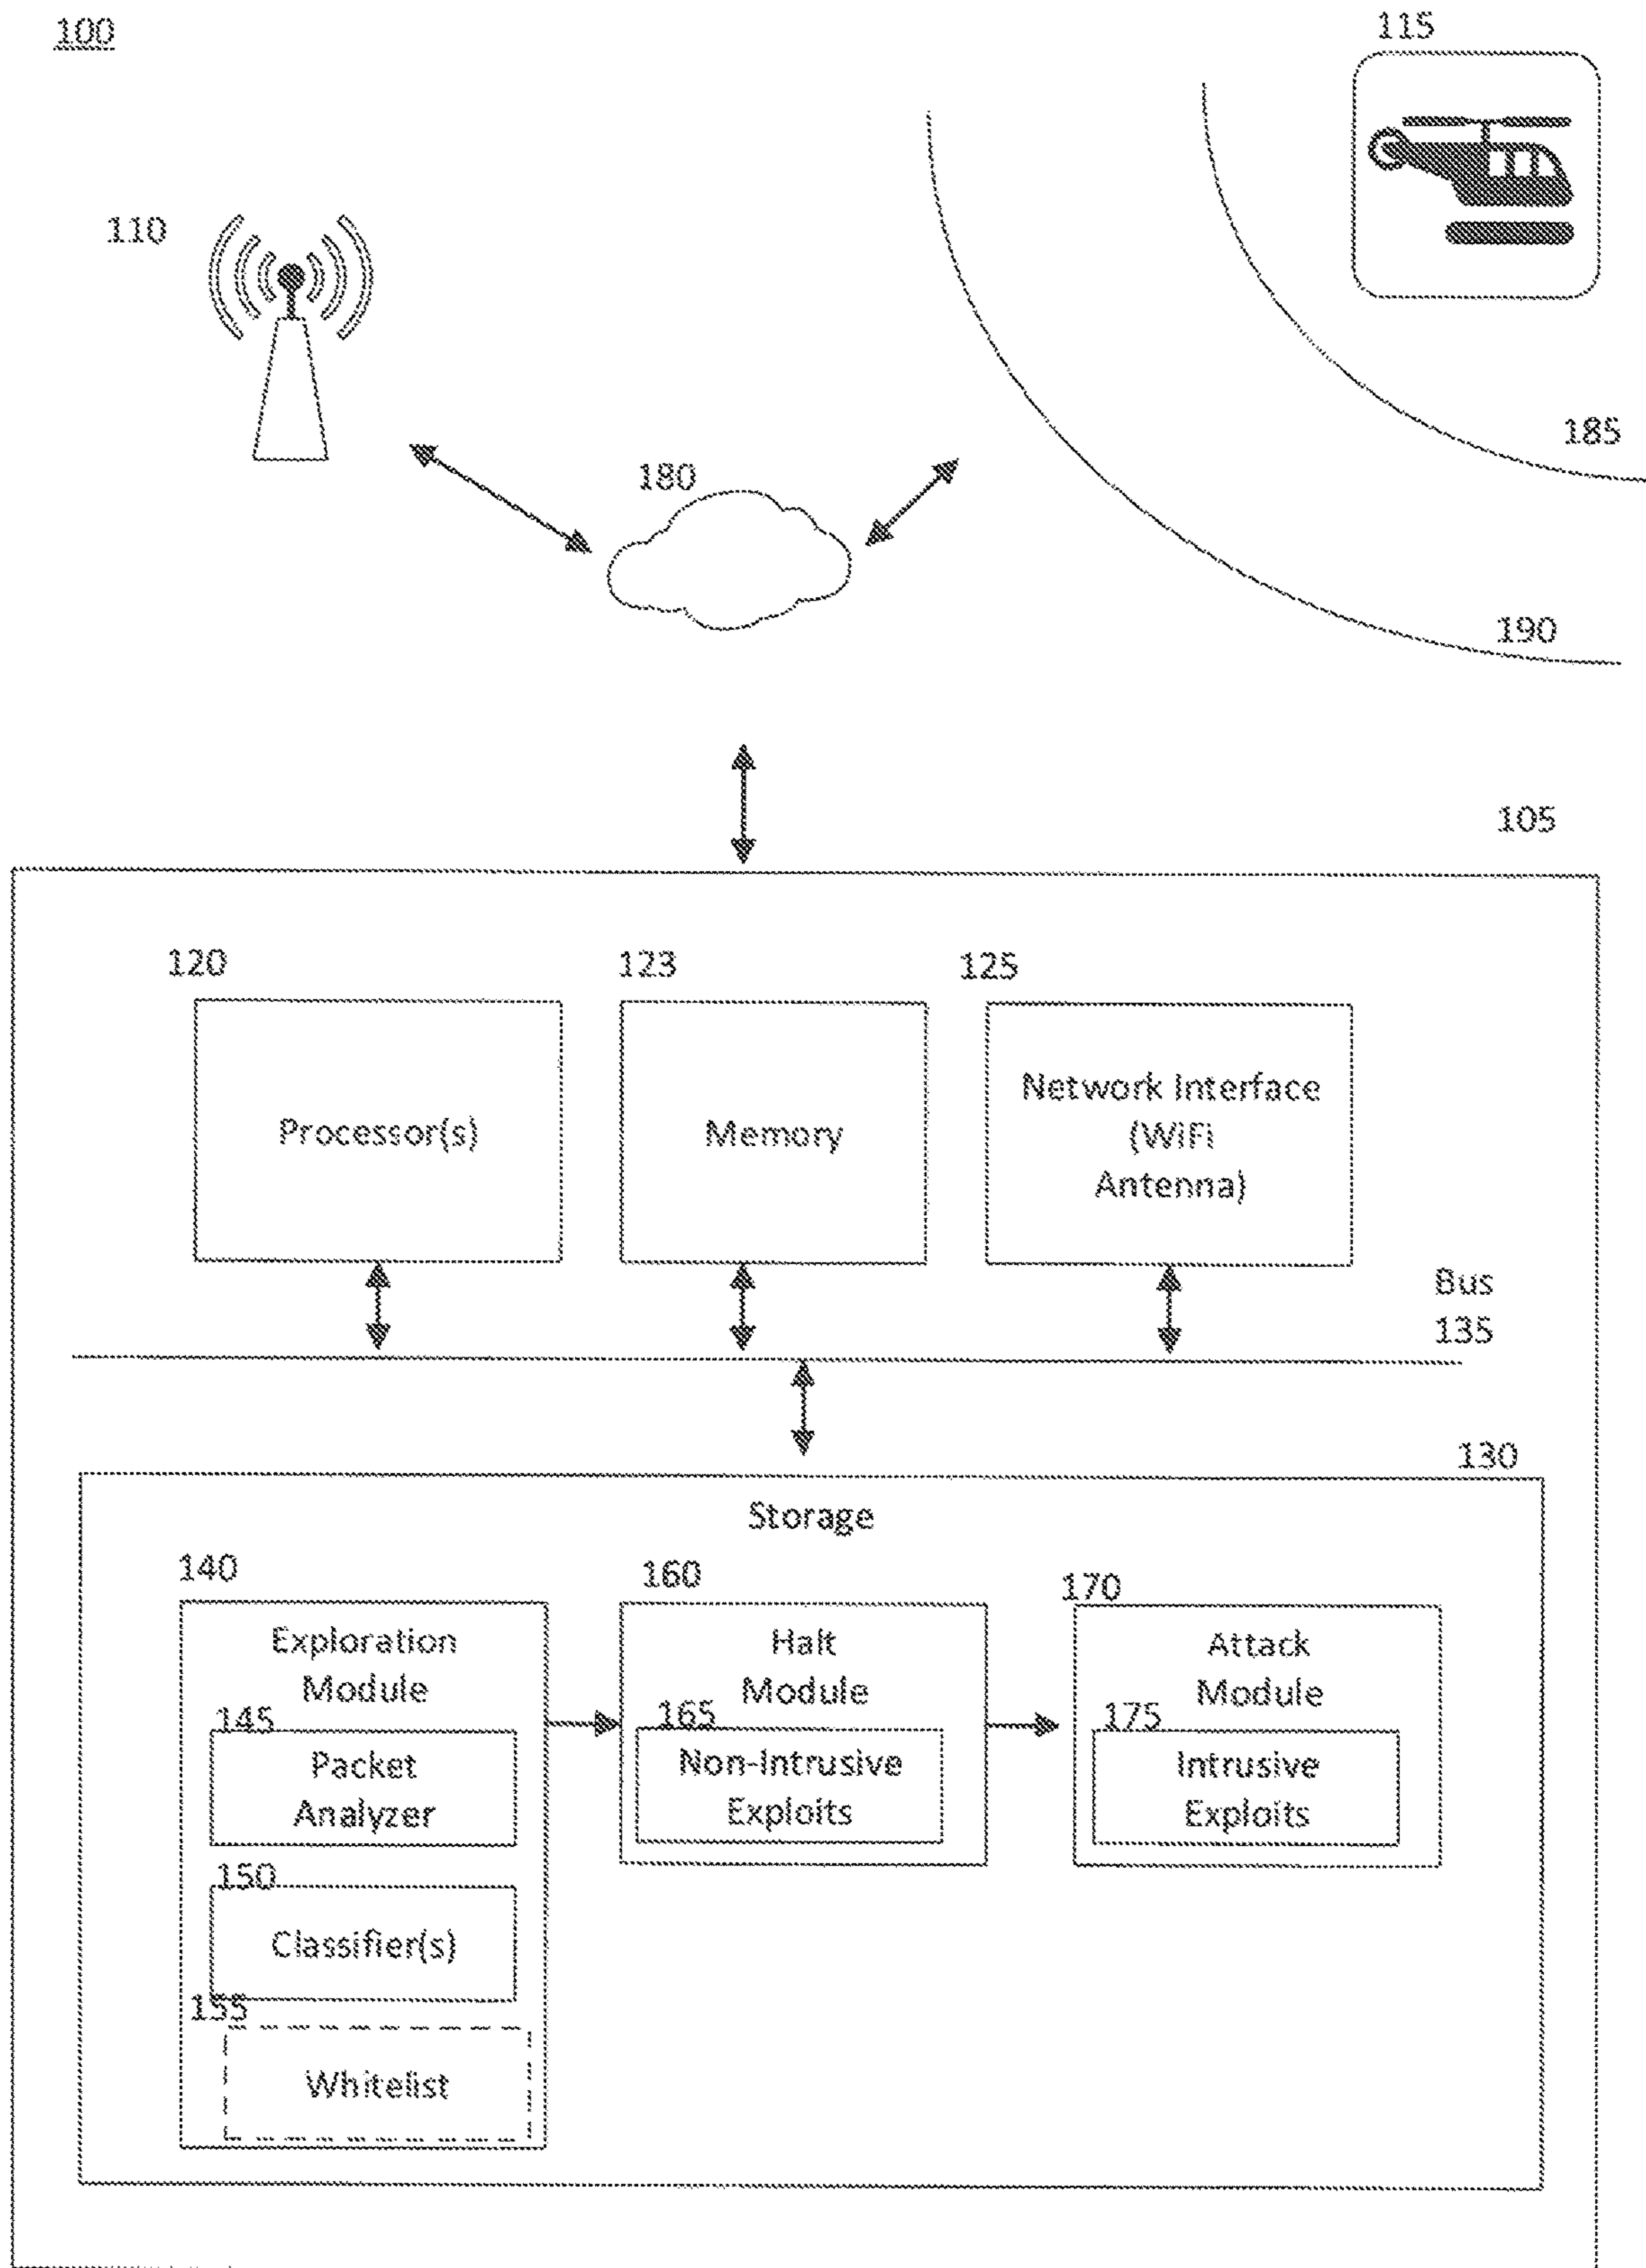 100
115
110
180
185
190
105
120
123
125
Processor(s)
Memory
Network Interface
(WiFi
Antenna)
Bus
135
130
Storage
140
160
170
Exploration
Module
145
Packet
Analyzer
150
Classifier(s)
155
Whitelist
Halt
Module
165
Non-Intrusive
Exploits
Attack
Module
175
Intrusive
Exploits